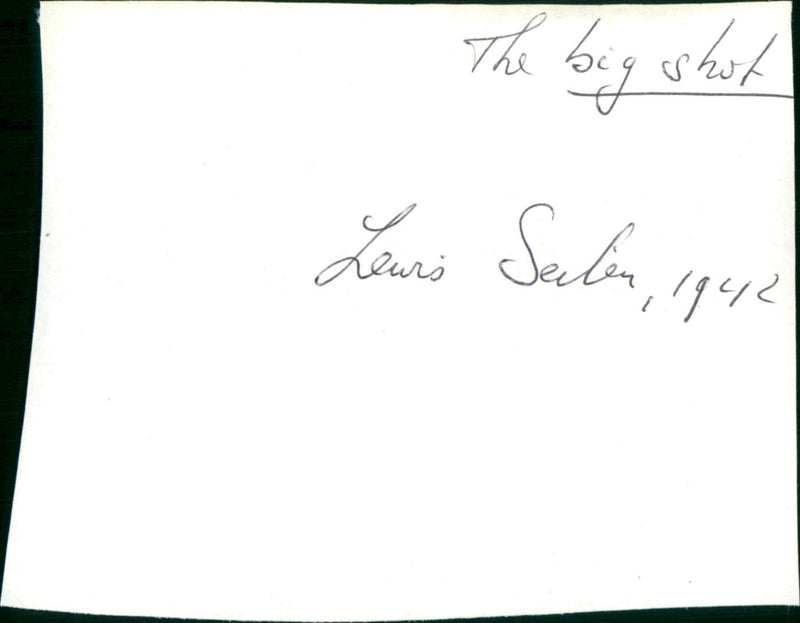 The big shot
Lewis Seiler, 1942